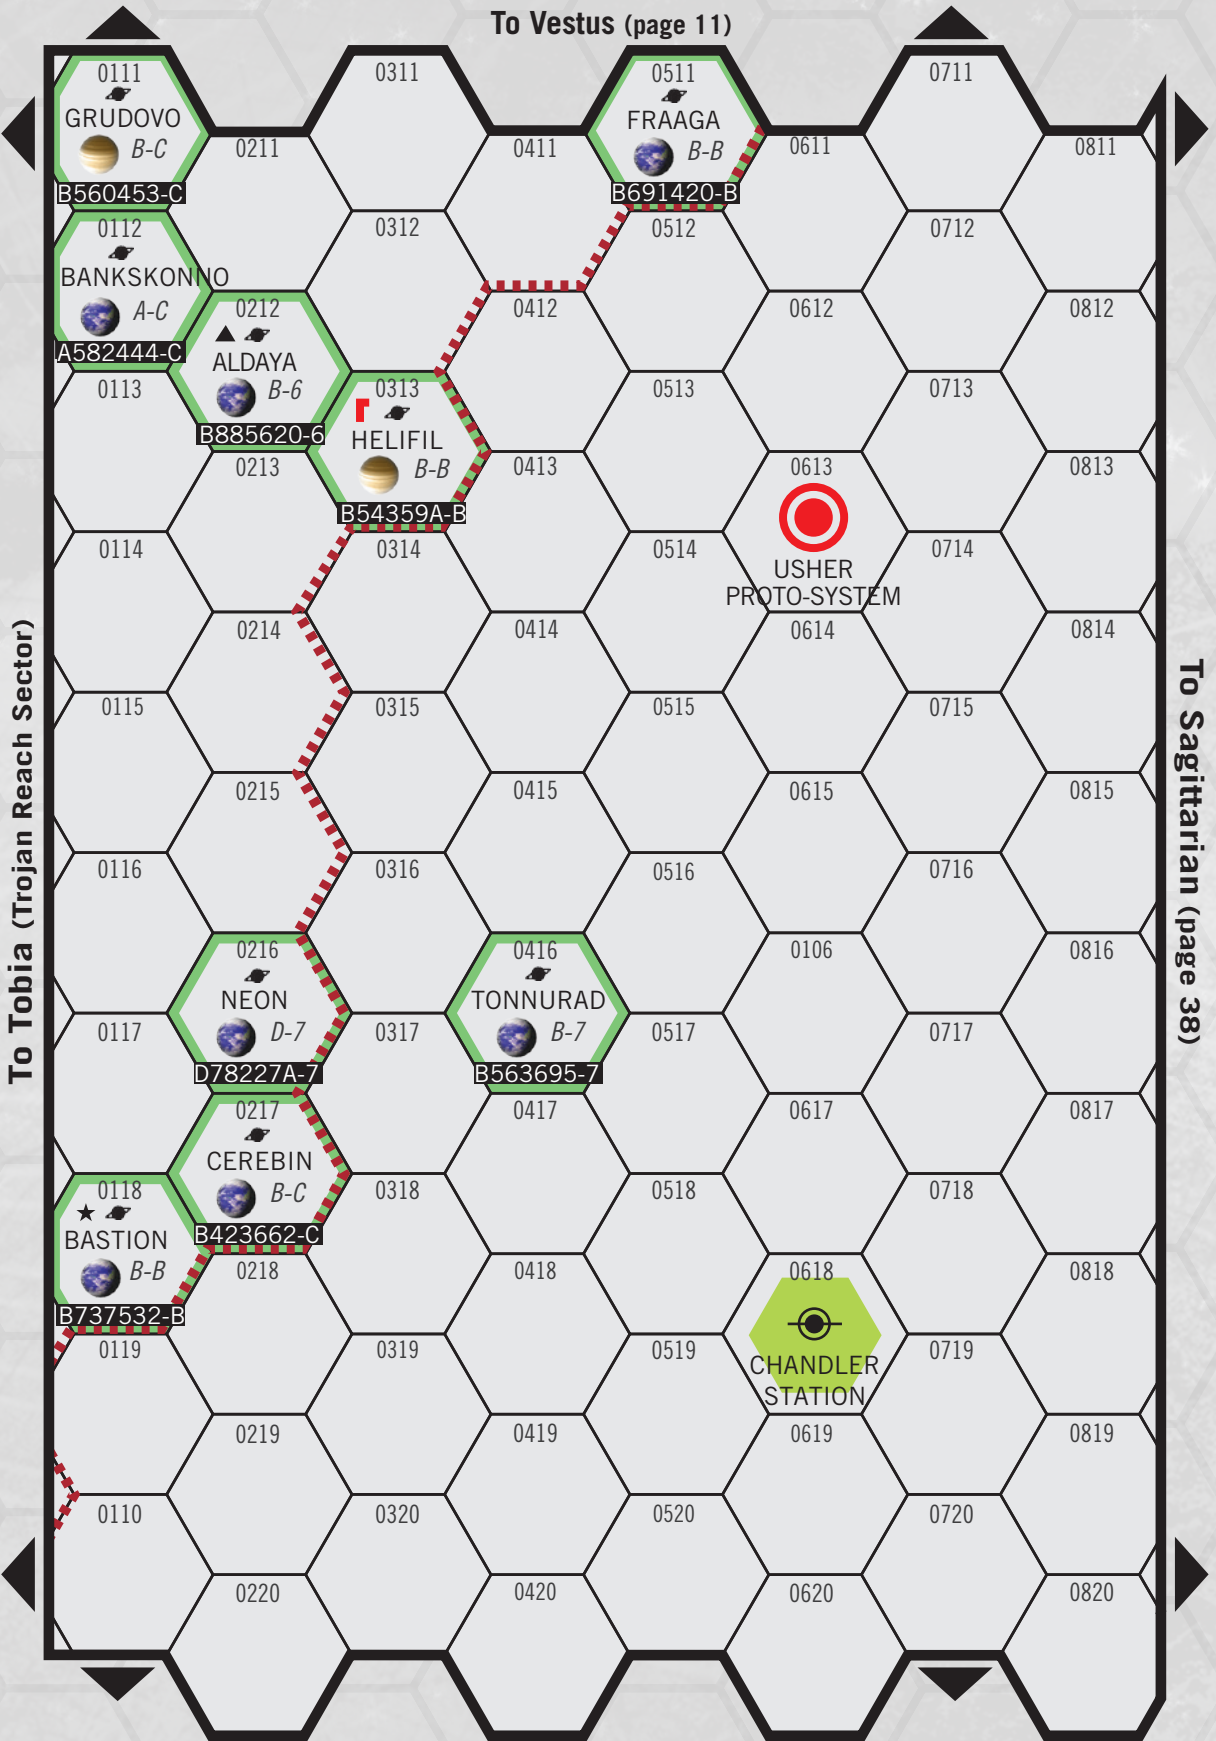 To Vestus (page 11)
0111
GRUDOVO
B-C
B560453-C
0311
0511
FRAAGA
B-B
B691420-B
0711
0211
0411
0611
0811
0112
BANKSKONNO
A-C
A582444-C
0312
0512
0712
0212
ALDAYA
B-6
B885620-6
0412
0612
0812
0113
0313
HELIFIL
B-B
B54359A-B
0513
0713
0213
0413
0613
USHER
PROTO-SYSTEM
0813
0114
0314
0514
0714
0214
0414
0614
0814
To Tobia (Trojan Reach Sector)
To Sagittarian (page 38)
0115
0315
0515
0715
0215
0415
0615
0815
0116
0316
0516
0716
0216
NEON
D-7
D78227A-7
0416
TONNURAD
B-7
B563695-7
0106
0816
0117
0317
0517
0717
0217
CEREBIN
B-C
B423662-C
0417
0617
0817
0118
BASTION
B-B
B737532-B
0318
0518
0718
0218
0418
0618
CHANDLER
STATION
0818
0119
0319
0519
0719
0219
0419
0619
0819
0110
0320
0520
0720
0220
0420
0620
0820